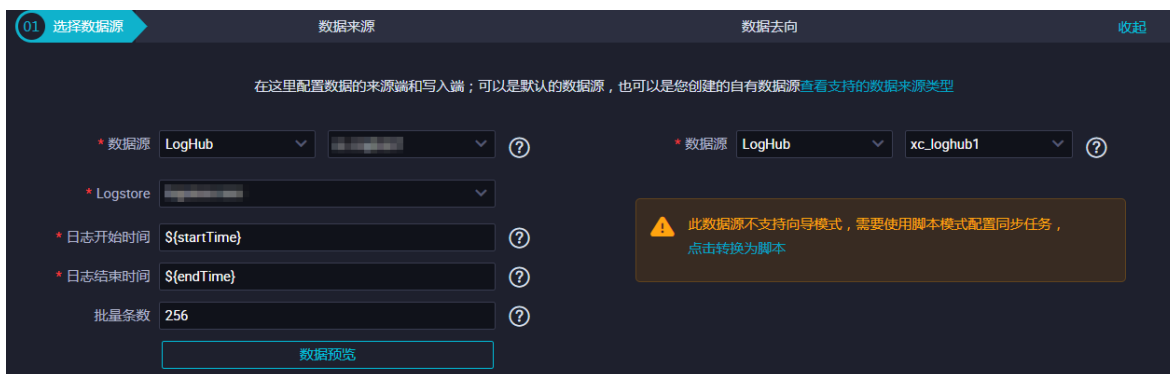 01 选择数据源 数据来源 数据去向 收起
在这里配置数据的来源端和写入端；可以是默认的数据源，也可以是您创建的自有数据源查看支持的数据来源类型
* 数据源 LogHub ? * 数据源 LogHub xc_loghub1 ?
* Logstore
此数据源不支持向导模式，需要使用脚本模式配置同步任务，
点击转换为脚本
* 日志开始时间 ${startTime} ?
* 日志结束时间 ${endTime} ?
批量条数 256 ?
数据预览